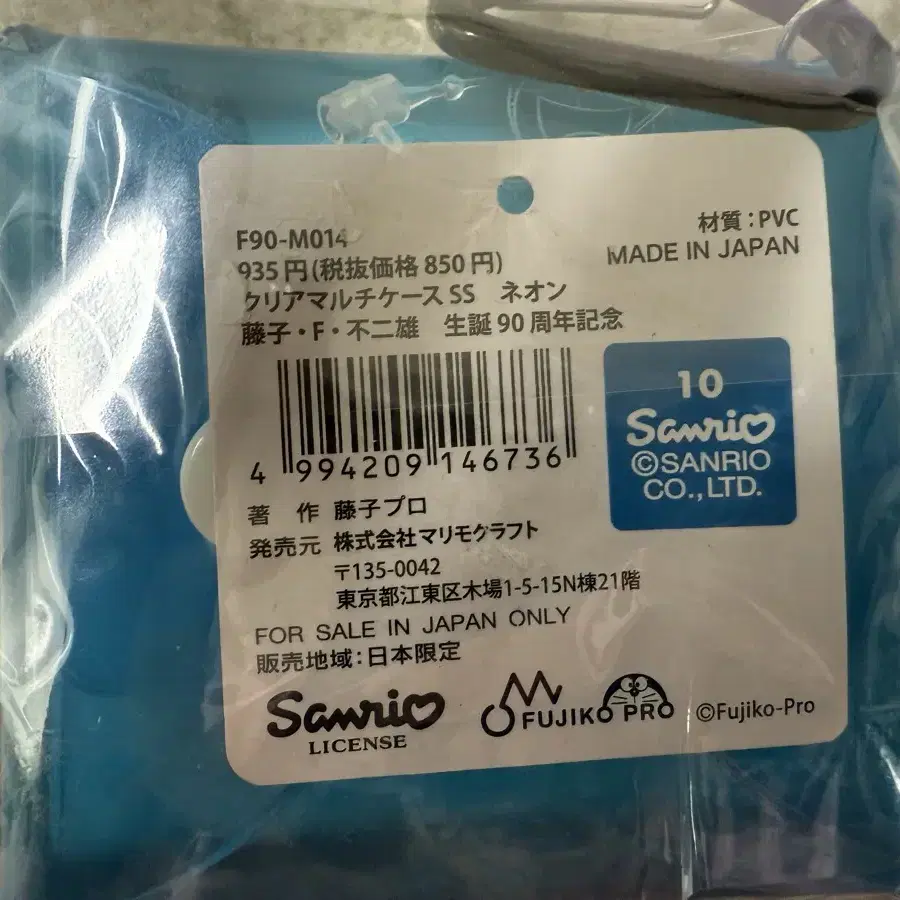 F90-M014
935円(税抜価格850円)
クリアマルチケースSS ネオン
藤子・F・不二雄 生誕90周年記念
材質:PVC
MADE IN JAPAN
4 994209 146736
10
Sanrio
©SANRIO
CO.,LTD.
著 作 藤子プロ
発売元 株式会社マリモクラフト
〒135-0042
東京都江東区木場1-5-15N棟21階
FOR SALE IN JAPAN ONLY
販売地域:日本限定
Sanrio
LICENSE
FUJIKO PRO
©Fujiko-Pro